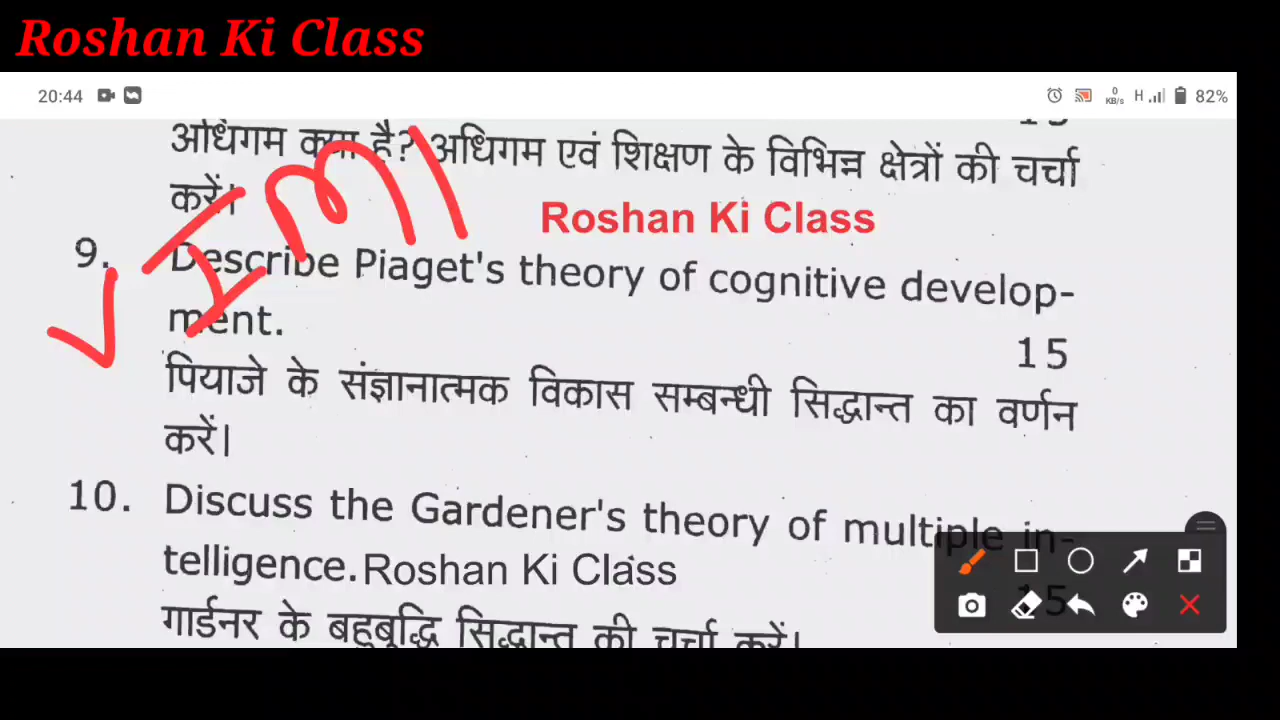 Roshan Ki Class
20:44
0
KB/s
H
82%
अधिगम क्या है? अधिगम एवं शिक्षण के विभिन्न क्षेत्रों की चर्चा
करें।
Roshan Ki Class
9. Describe Piaget's theory of cognitive develop-
ment.
15
पियाजे के संज्ञानात्मक विकास सम्बन्धी सिद्धान्त का वर्णन
करें।
10. Discuss the Gardener's theory of multiple in-
telligence. Roshan Ki Class
गार्डनर के बहुबुद्धि सिद्धान्त की चर्चा करें।